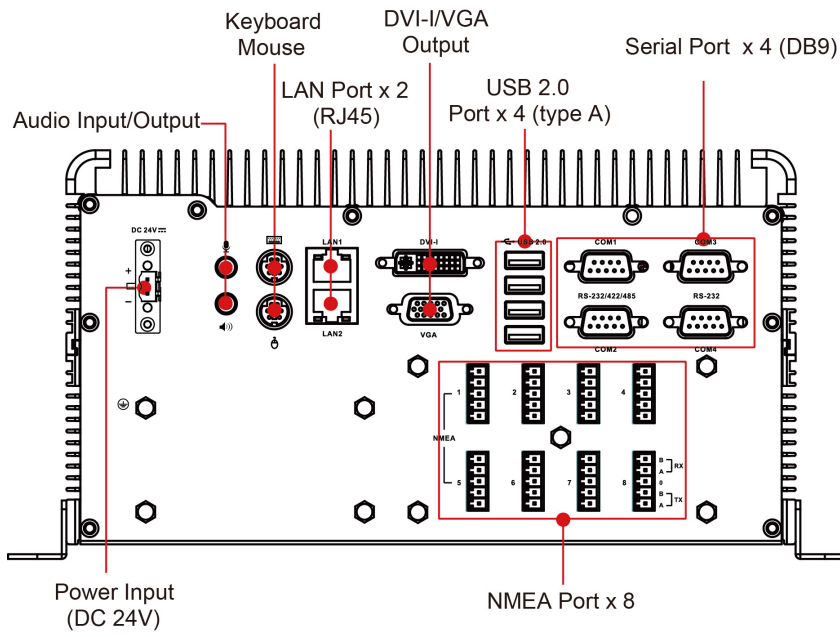 Keyboard
Mouse
DVI-I/VGA
Output
Serial Port x 4 (DB9)
LAN Port x 2
(RJ45)
USB 2.0
Port x 4 (type A)
Audio Input/Output
DC 24V
LAN1
DVI-I
USB 2.0
COM1
COM3
+
−
RS-232/422/485
RS-232
LAN2
VGA
COM2
COM4
1
2
3
4
NMEA
5
6
7
8
B
A
RX
0
B
A
TX
Power Input
(DC 24V)
NMEA Port x 8